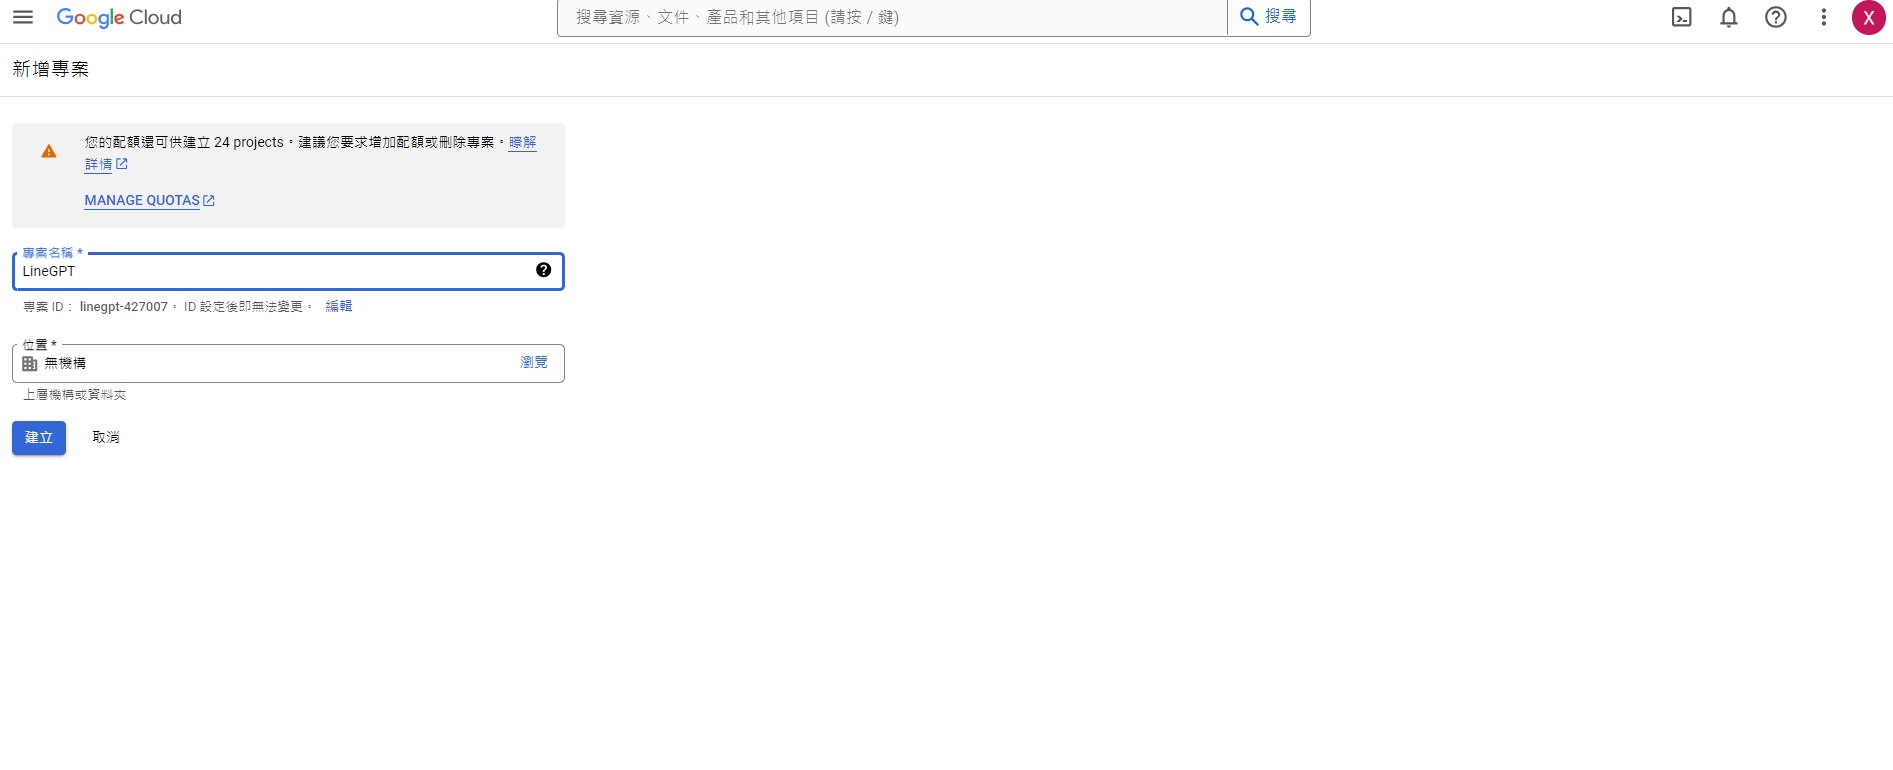 Google Cloud
搜尋資源、文件、產品和其他項目 (請按 / 鍵)
搜尋
X
新增專案
您的配額還可供建立 24 projects。建議您要求增加配額或刪除專案。瞭解
詳情
MANAGE QUOTAS
專案名稱 *
LineGPT
專案 ID： linegpt-427007。 ID 設定後即無法變更。 編輯
位置 *
無機構
瀏覽
上層機構或資料夾
建立
取消